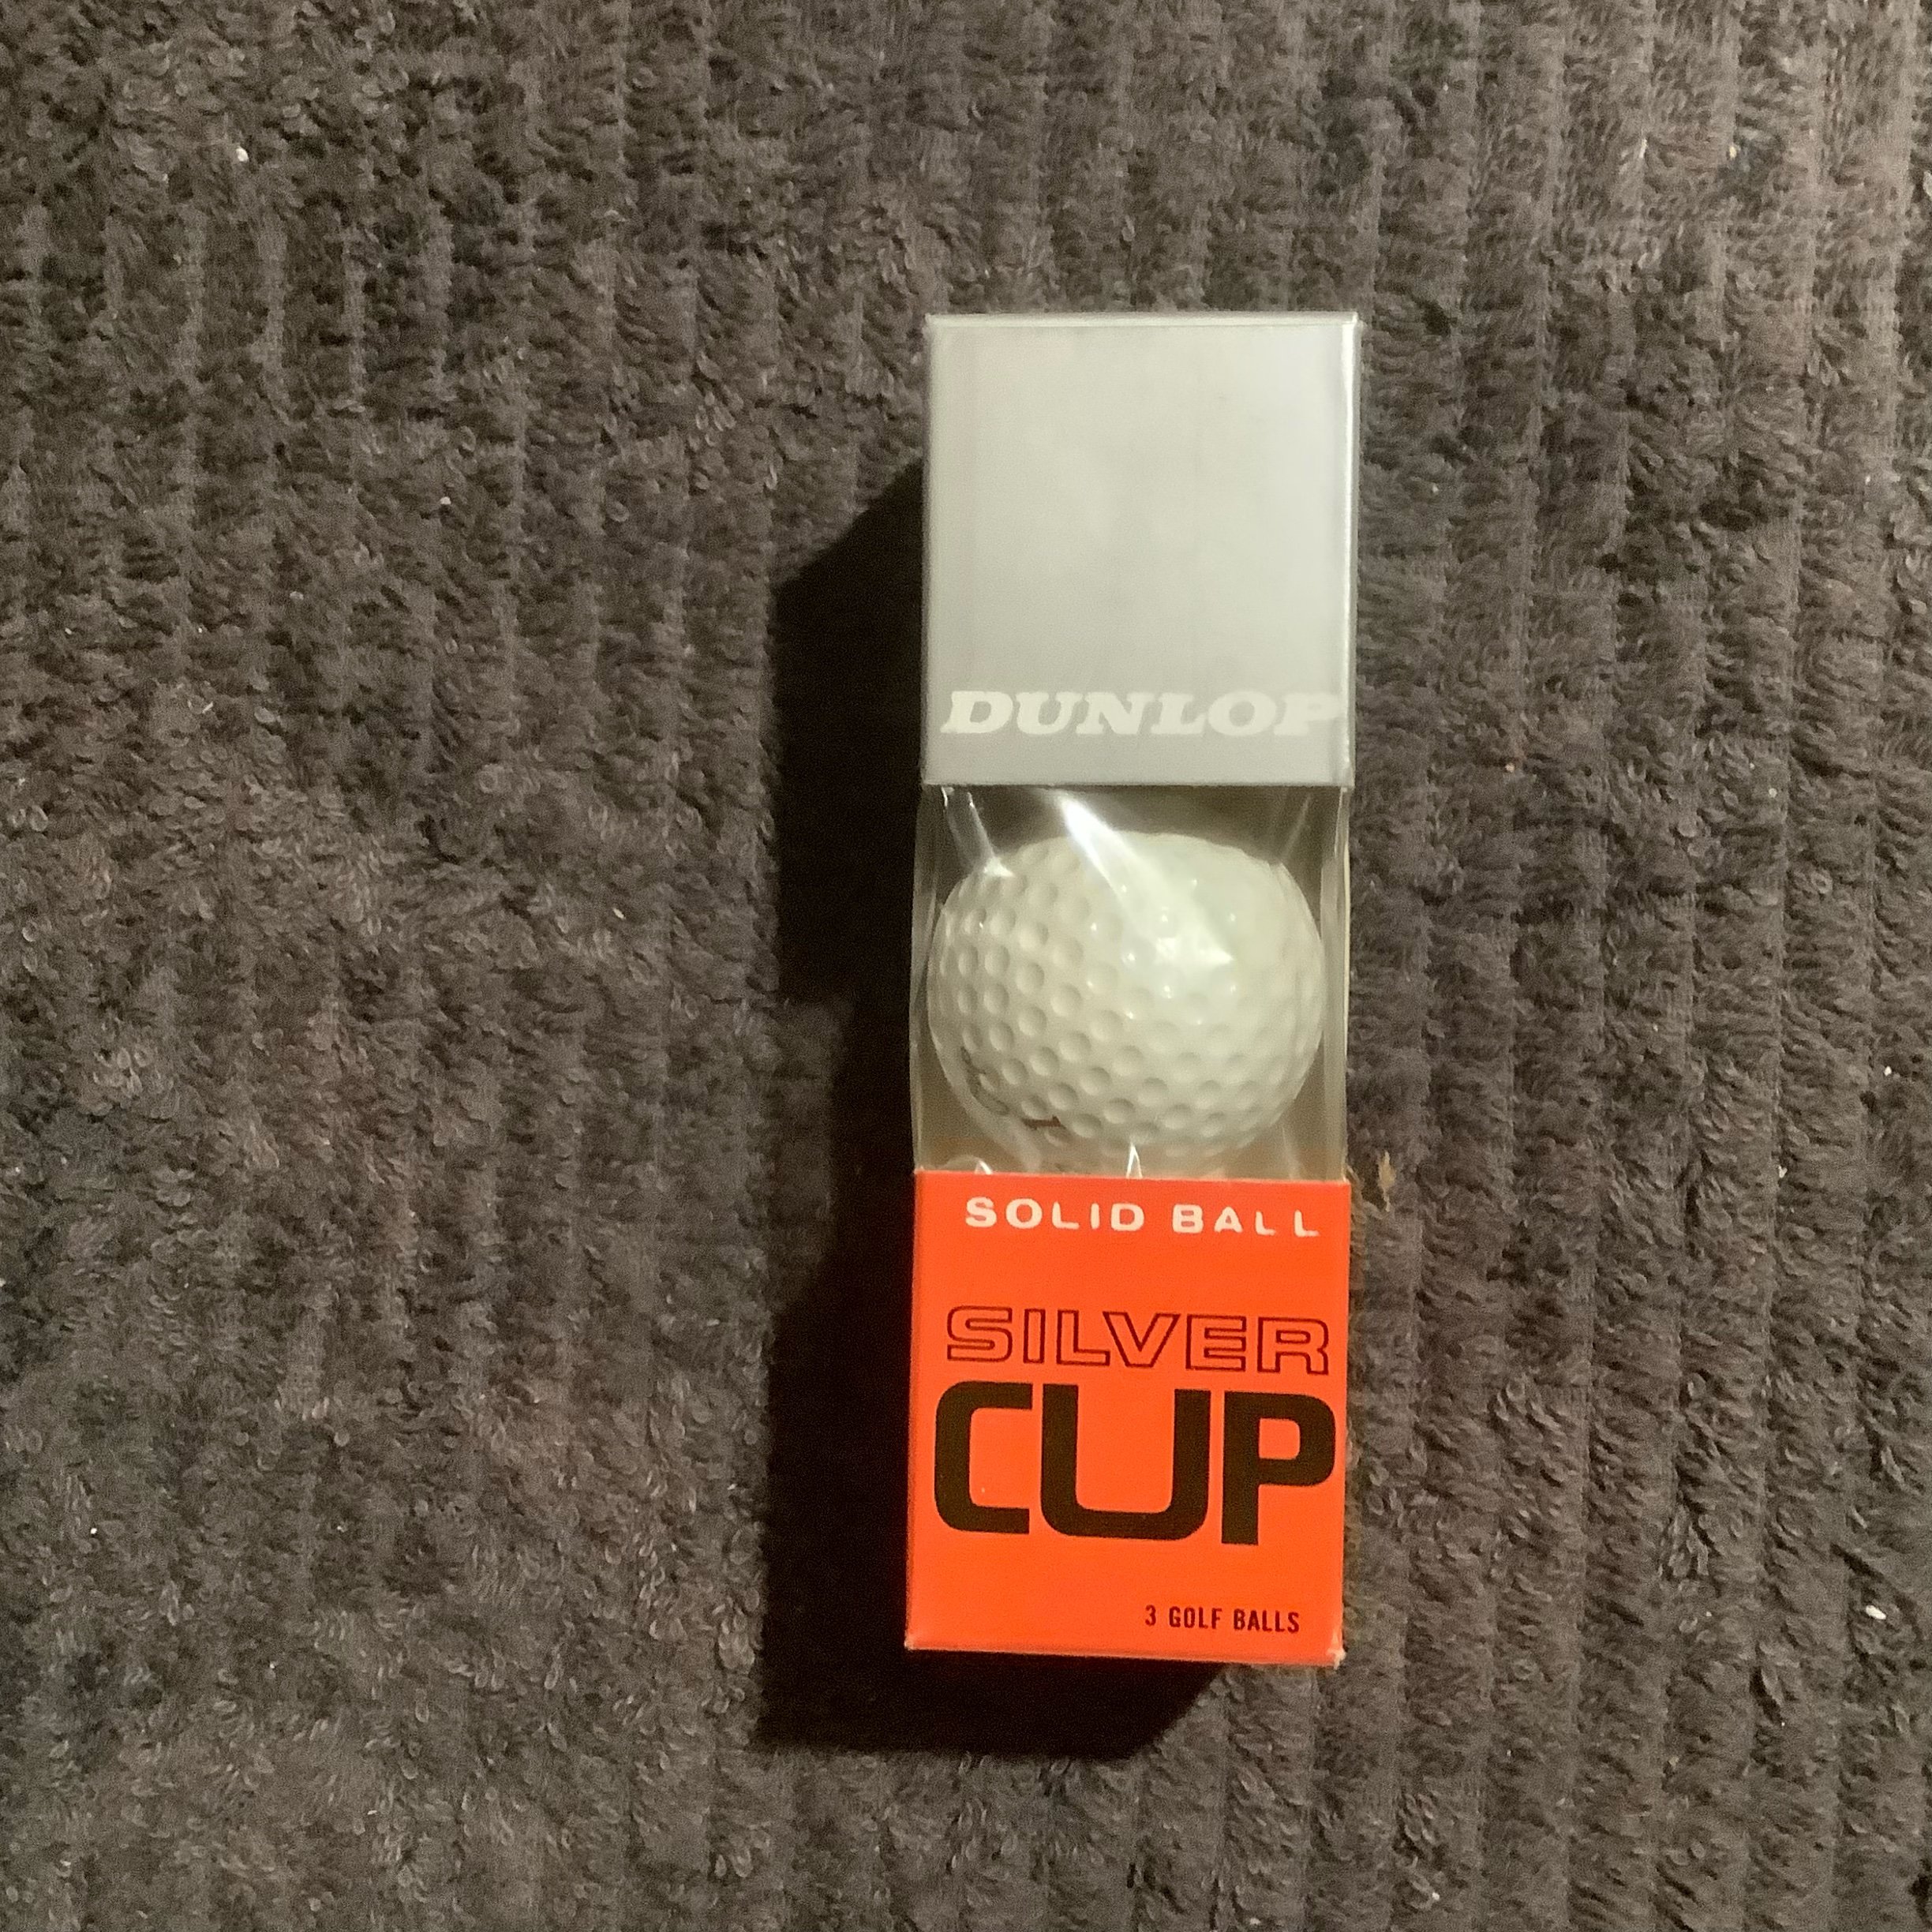 DUNLOP
SOLID BALL
SILVER
CUP
3 GOLF BALLS